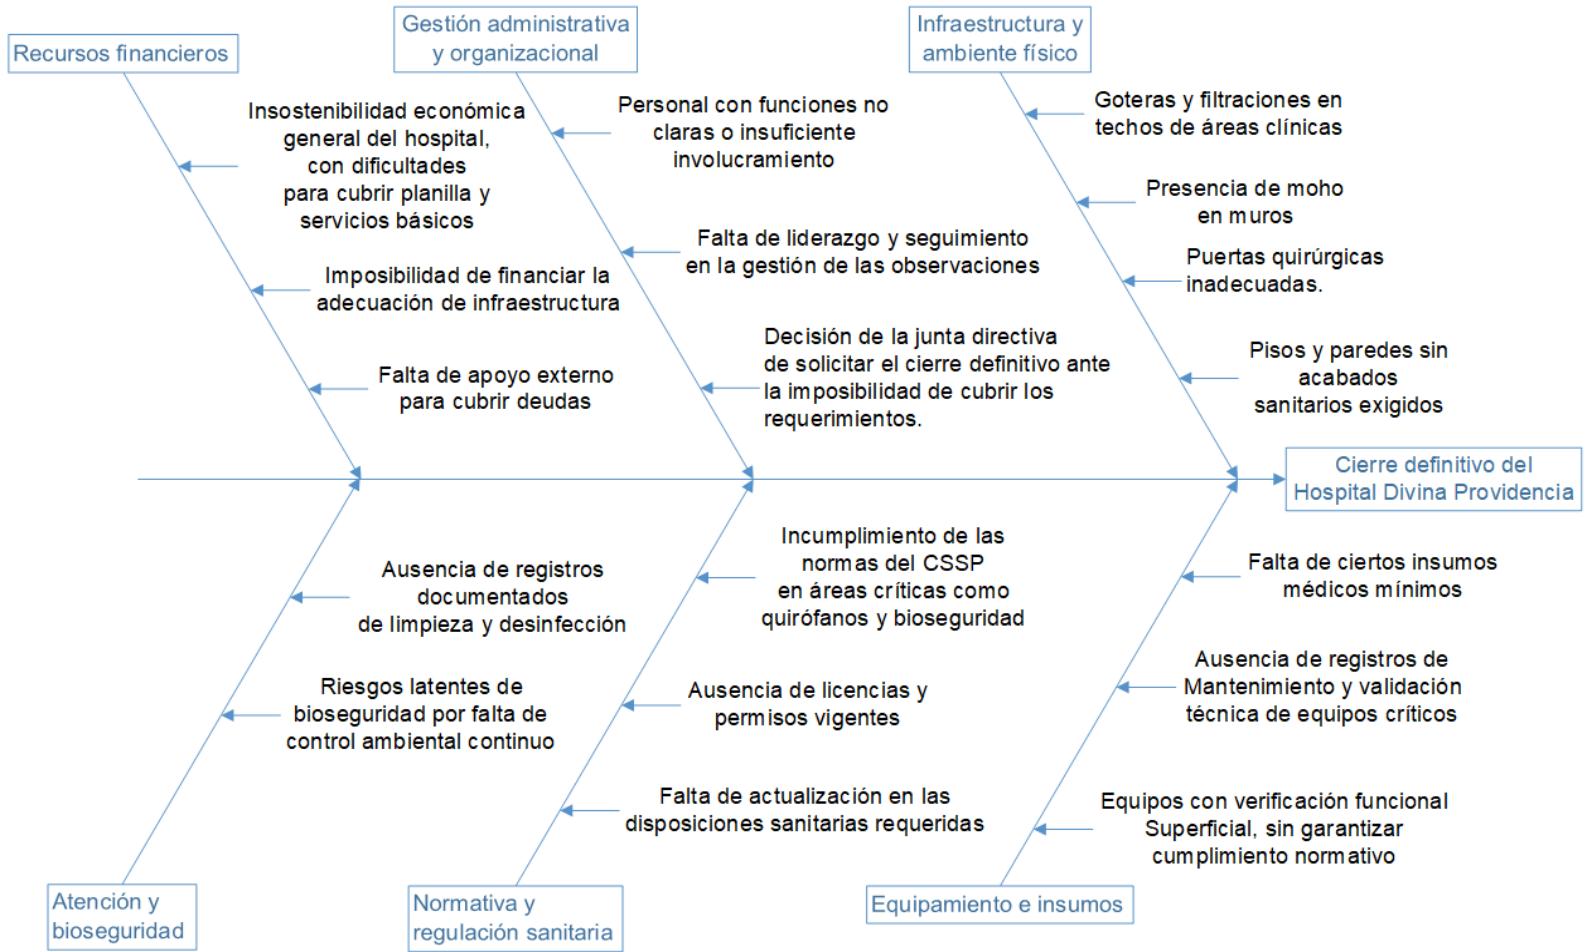 Recursos financieros
Insostenibilidad económica
general del hospital,
con dificultades
para cubrir planilla y
servicios básicos
Imposibilidad de financiar la
adecuación de infraestructura
Falta de apoyo externo
para cubrir deudas
Gestión administrativa
y organizacional
Personal con funciones no
claras o insuficiente
involucramiento
Falta de liderazgo y seguimiento
en la gestión de las observaciones
Decisión de la junta directiva
de solicitar el cierre definitivo ante
la imposibilidad de cubrir los
requerimientos.
Infraestructura y
ambiente físico
Goteras y filtraciones en
techos de áreas clínicas
Presencia de moho
en muros
Puertas quirúrgicas
inadecuadas.
Pisos y paredes sin
acabados
sanitarios exigidos
Cierre definitivo del
Hospital Divina Providencia
Ausencia de registros
documentados
de limpieza y desinfección
Riesgos latentes de
bioseguridad por falta de
control ambiental continuo
Atención y
bioseguridad
Incumplimiento de las
normas del CSSP
en áreas críticas como
quirófanos y bioseguridad
Ausencia de licencias y
permisos vigentes
Falta de actualización en las
disposiciones sanitarias requeridas
Normativa y
regulación sanitaria
Falta de ciertos insumos
médicos mínimos
Ausencia de registros de
Mantenimiento y validación
técnica de equipos críticos
Equipos con verificación funcional
Superficial, sin garantizar
cumplimiento normativo
Equipamiento e insumos